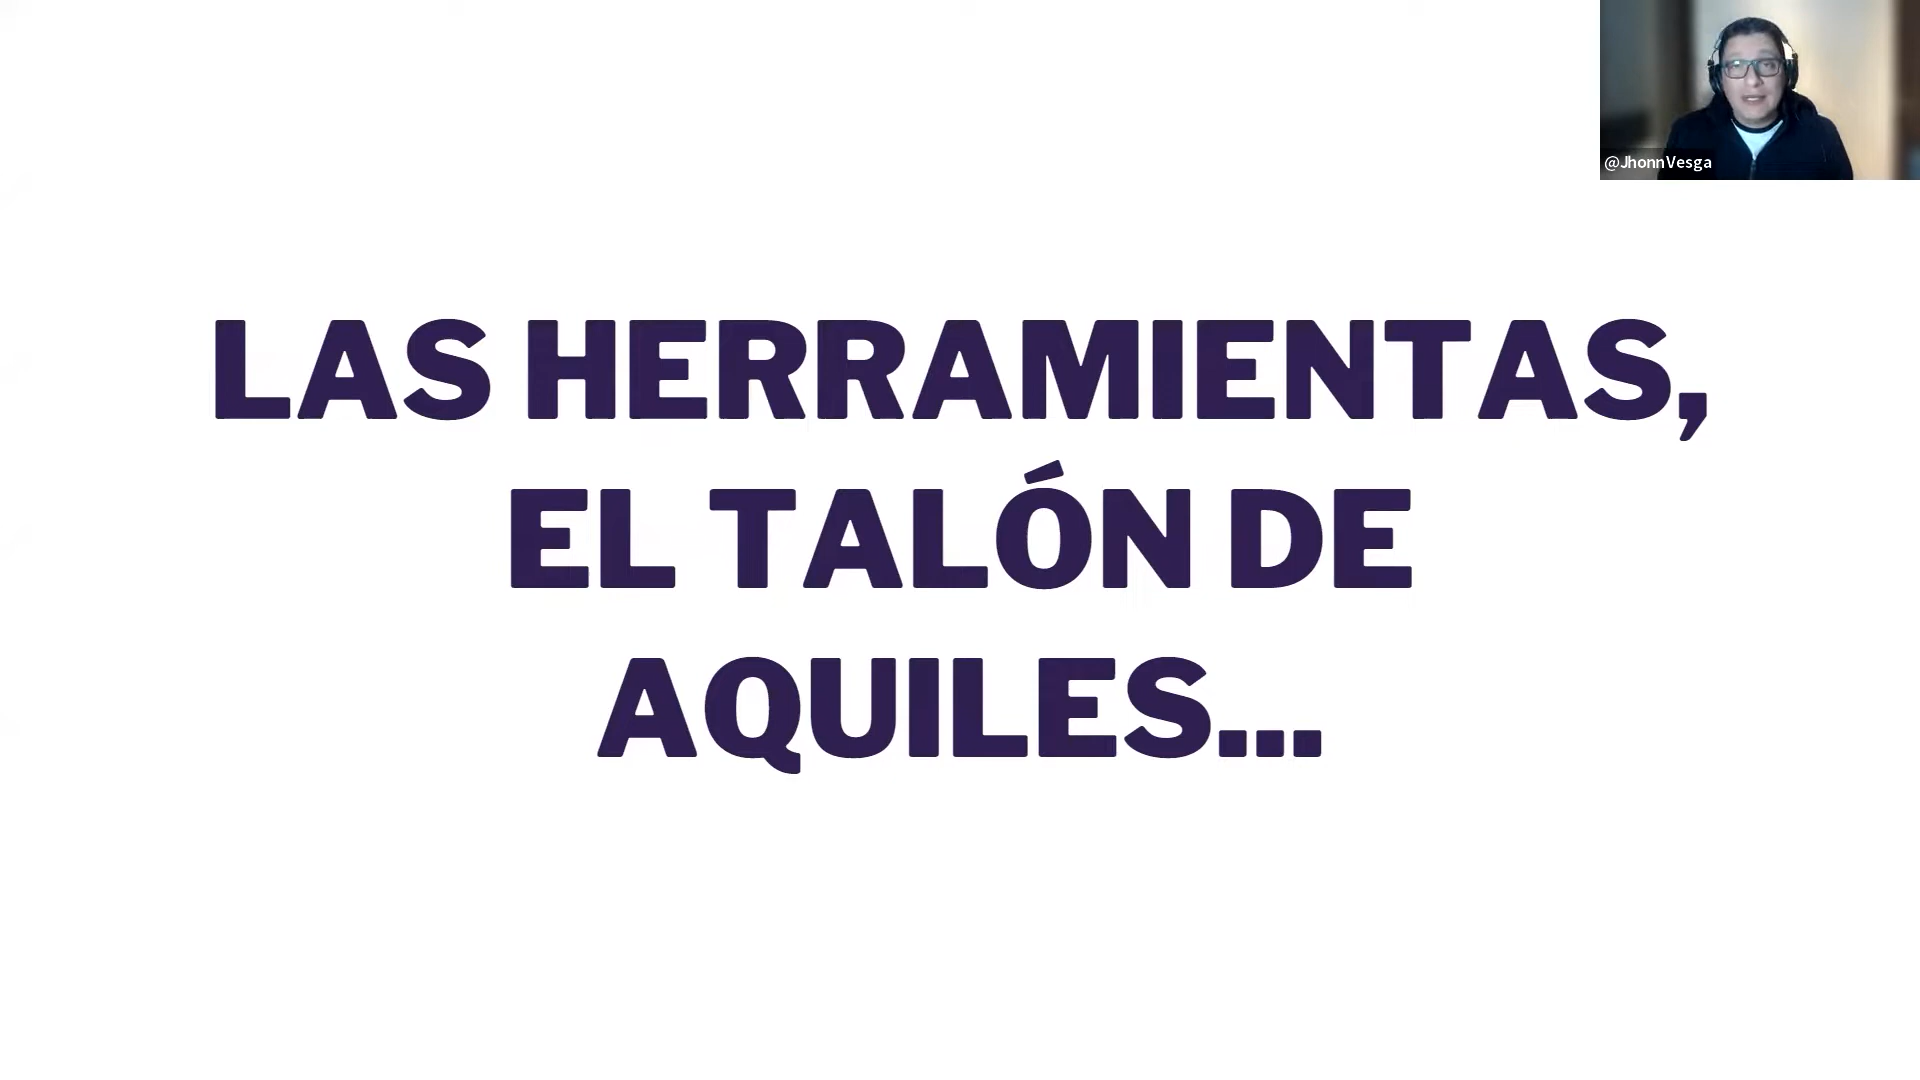 @JhonnVesga
LAS HERRAMIENTAS,
EL TALÓN DE
AQUILES...